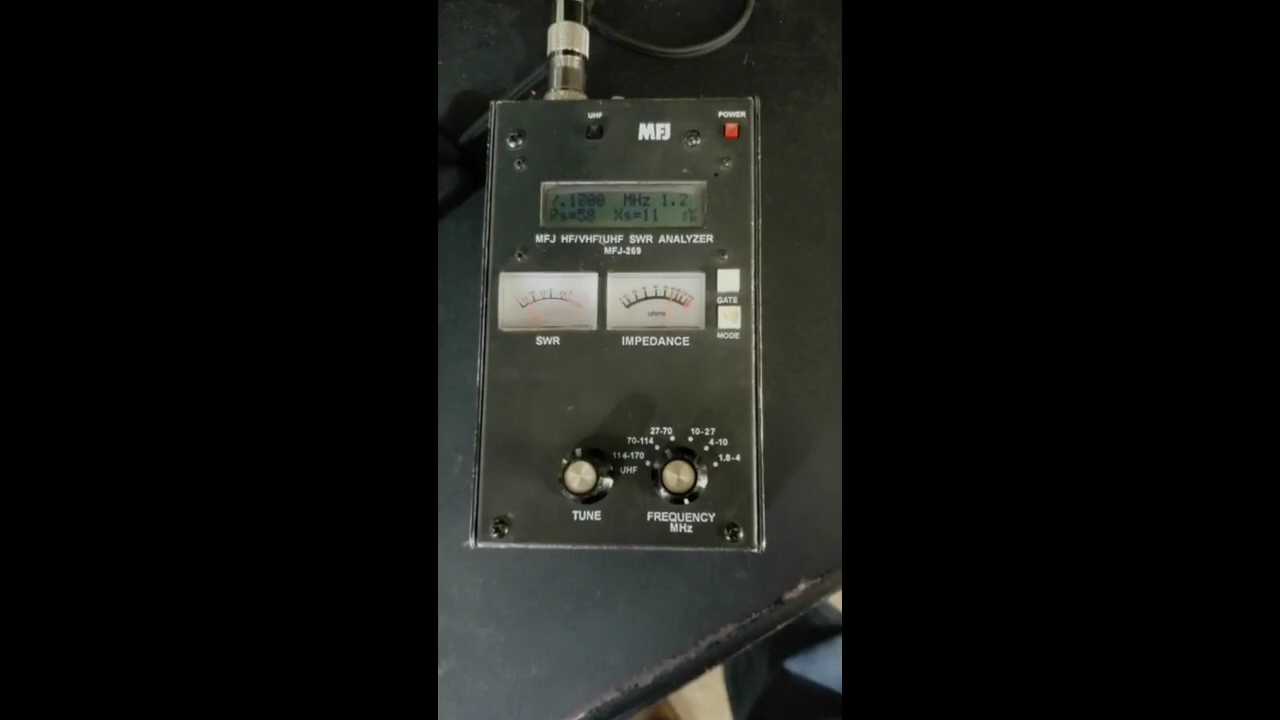 UHF
MFJ
POWER
7.1000 MHz 1.2
Rs=58 Xs=11
MFJ HF/VHF/UHF SWR ANALYZER
MFJ-269
ohms
GATE
MODE
SWR
IMPEDANCE
27-70
10-27
70-114
4-10
114-170
1.8-4
UHF
TUNE
FREQUENCY
MHz